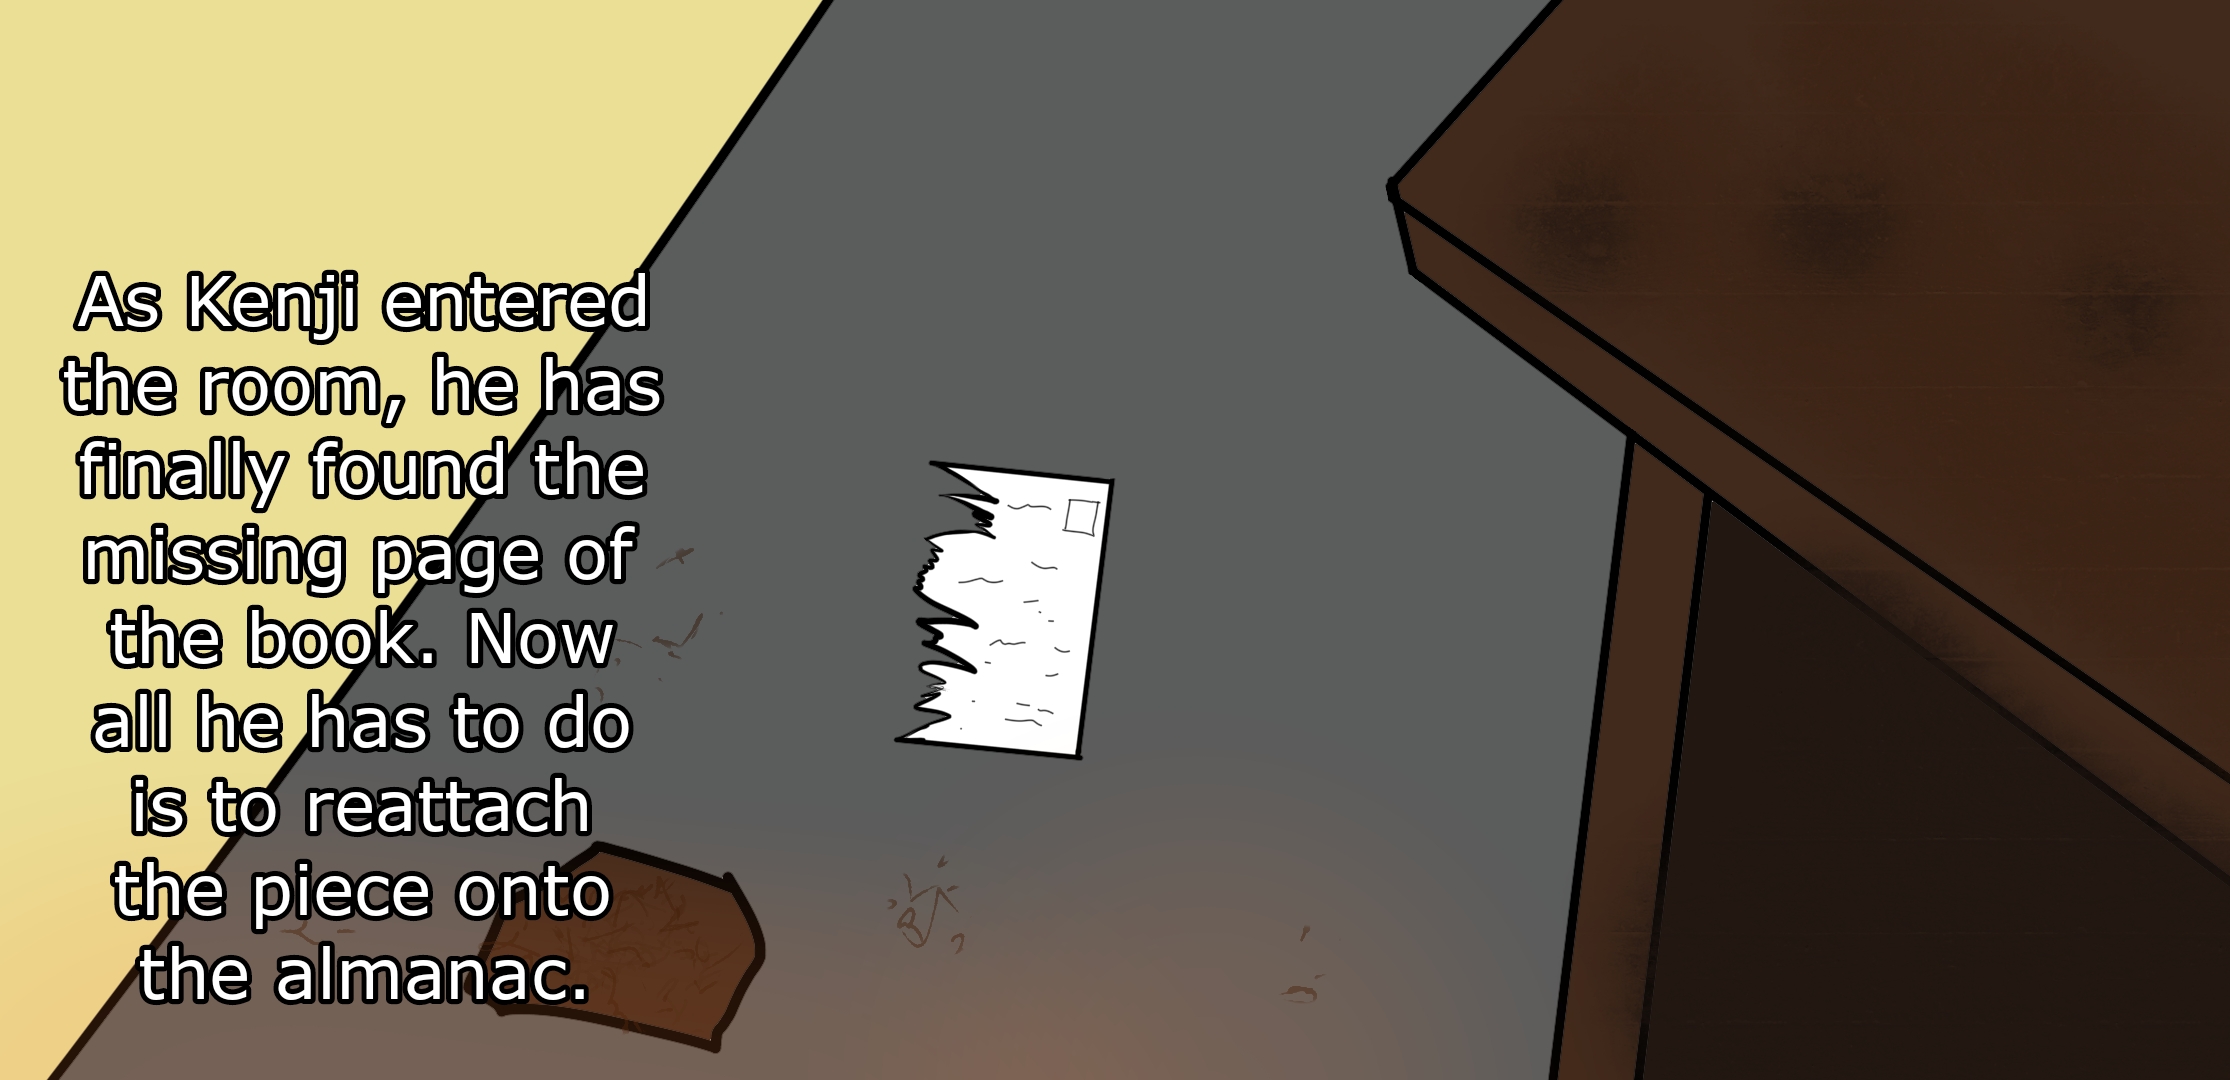 As Kenji entered
the room, he has
finally found the
missing page of
the book. Now
all he has to do
is to reattach
the piece onto
the almanac.